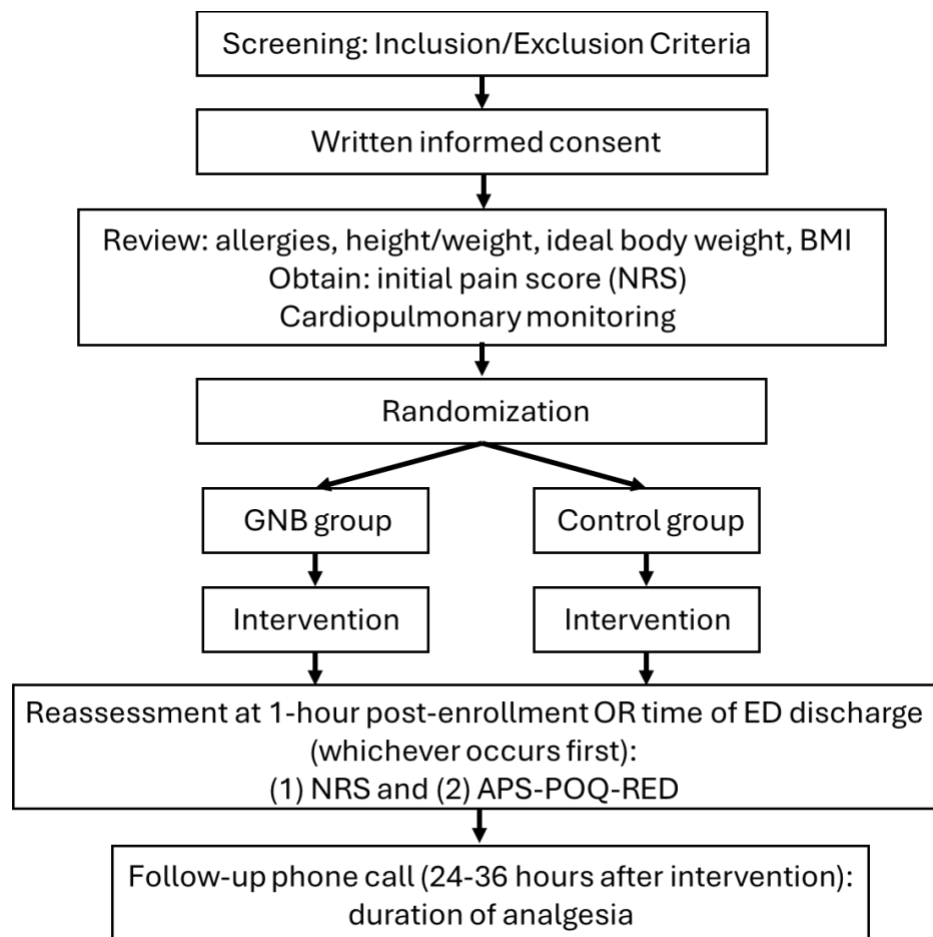 Screening: Inclusion/Exclusion Criteria
Written informed consent
Review: allergies, height/weight, ideal body weight, BMI
Obtain: initial pain score (NRS)
Cardiopulmonary monitoring
Randomization
GNB group
Control group
Intervention
Intervention
Reassessment at 1-hour post-enrollment OR time of ED discharge
(whichever occurs first):
(1) NRS and (2) APS-POQ-RED
Follow-up phone call (24-36 hours after intervention):
duration of analgesia